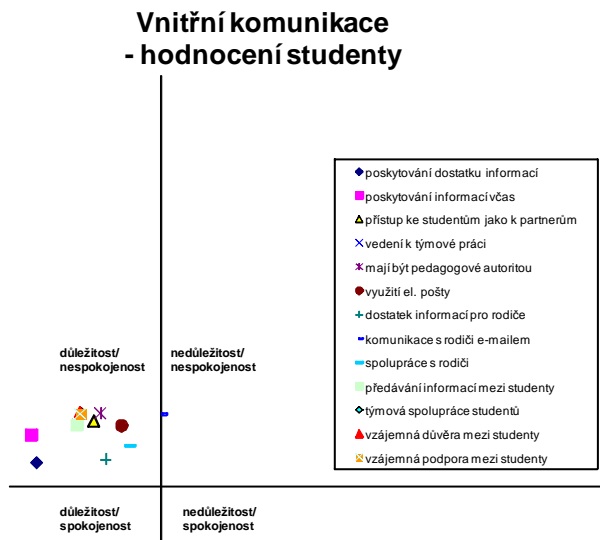 Vnitřní komunikace
- hodnocení studenty
poskytování dostatku informací
poskytování informací včas
přístup ke studentům jako k partnerům
vedení k týmové práci
mají být pedagogové autoritou
využití el. pošty
dostatek informací pro rodiče
komunikace s rodiči e-mailem
spolupráce s rodiči
předávání informací mezi studenty
týmová spolupráce studentů
vzájemná důvěra mezi studenty
vzájemná podpora mezi studenty
důležitost/
nespokojenost
nedůležitost/
nespokojenost
důležitost/
spokojenost
nedůležitost/
spokojenost